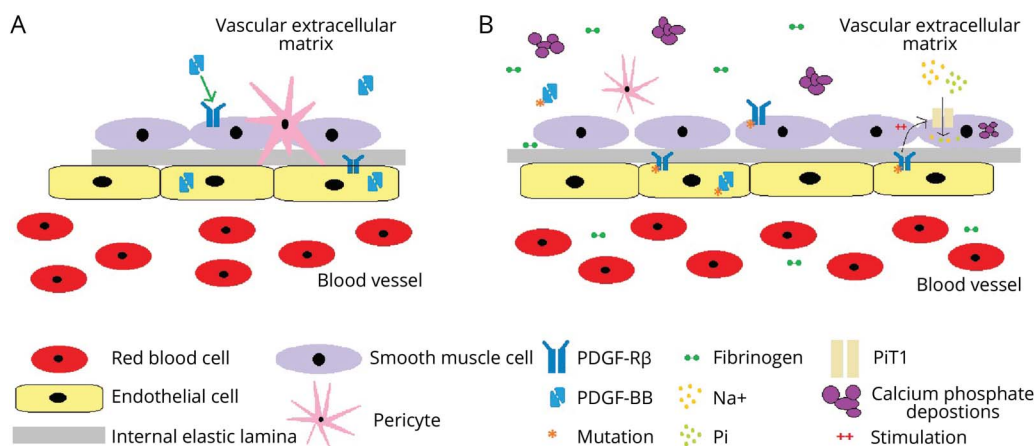 A
Vascular extracellular
matrix
Blood vessel
B
Vascular extracellular
matrix
Blood vessel
Red blood cell
Smooth muscle cell
PDGF-Rβ
Fibrinogen
PiT1
Endothelial cell
Pericyte
PDGF-BB
Na+
Calcium phosphate
depostions
Internal elastic lamina
Mutation
Pi
++ Stimulation